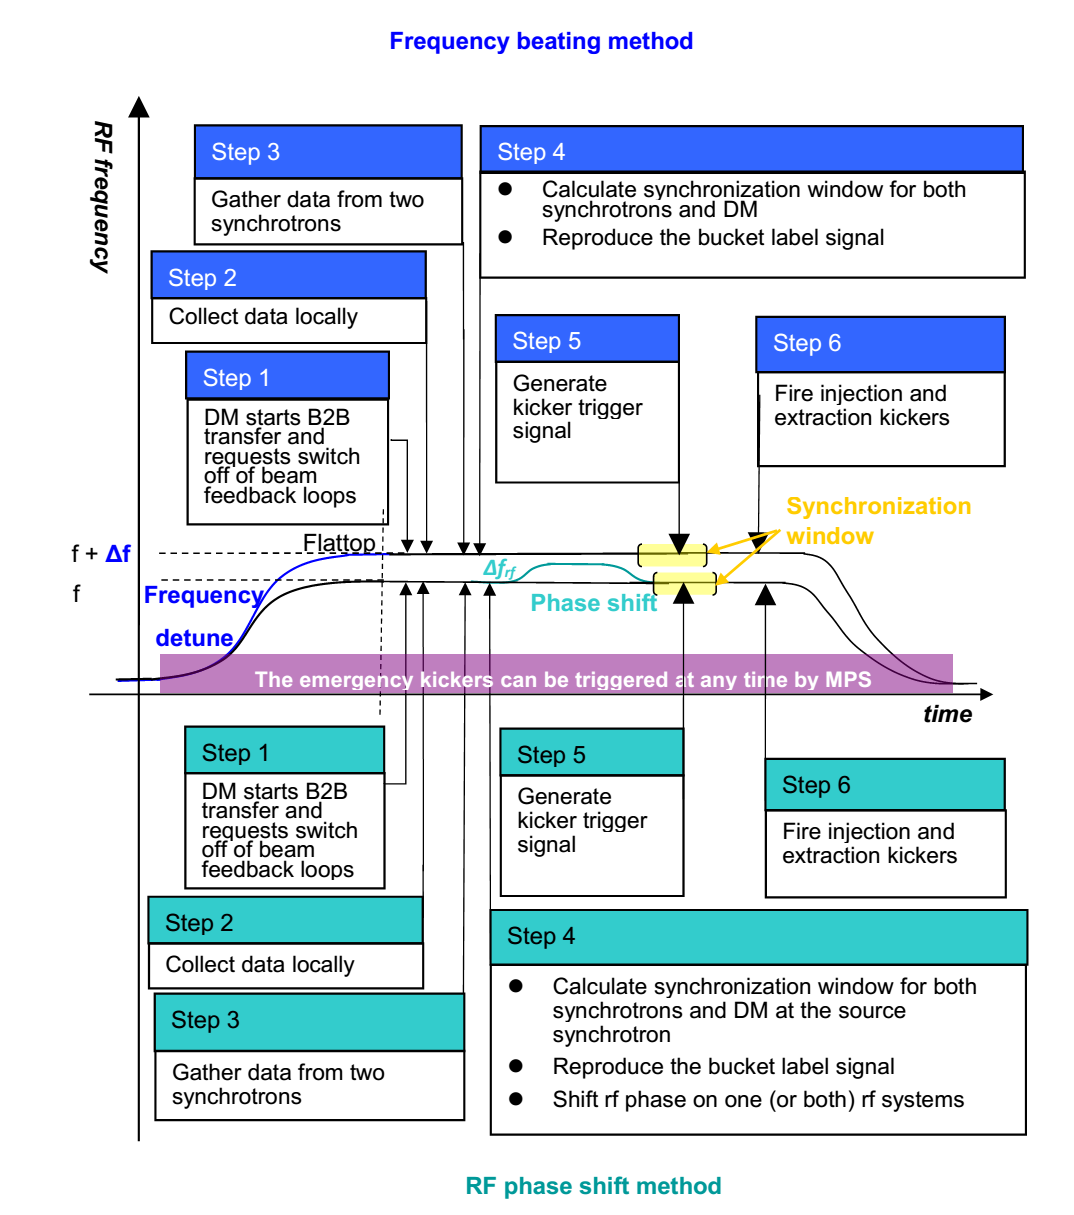 Frequency beating method
RF frequency
Step 3
Gather data from two
synchrotrons
Step 4
● Calculate synchronization window for both
synchrotrons and DM
● Reproduce the bucket label signal
Step 2
Collect data locally
Step 1
DM starts B2B
transfer and
requests switch
off of beam
feedback loops
Step 5
Generate
kicker trigger
signal
Step 6
Fire injection and
extraction kickers
Synchronization
window
f + Δf
Flattop
f
Δfrf
Frequency
detune
Phase shift
The emergency kickers can be triggered at any time by MPS
time
Step 1
DM starts B2B
transfer and
requests switch
off of beam
feedback loops
Step 5
Generate
kicker trigger
signal
Step 6
Fire injection and
extraction kickers
Step 2
Collect data locally
Step 3
Gather data from two
synchrotrons
Step 4
● Calculate synchronization window for both
synchrotrons and DM at the source
synchrotron
● Reproduce the bucket label signal
● Shift rf phase on one (or both) rf systems
RF phase shift method